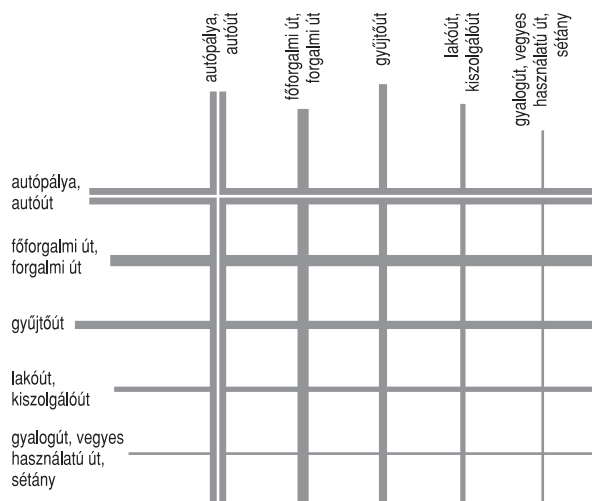 autópálya,
autóút
főforgalmi út,
forgalmi út
gyűjtőút
lakóút,
kiszolgálóút
gyalogút, vegyes
használatú út,
sétány
autópálya,
autóút
főforgalmi út,
forgalmi út
gyűjtőút
lakóút,
kiszolgálóút
gyalogút, vegyes
használatú út,
sétány